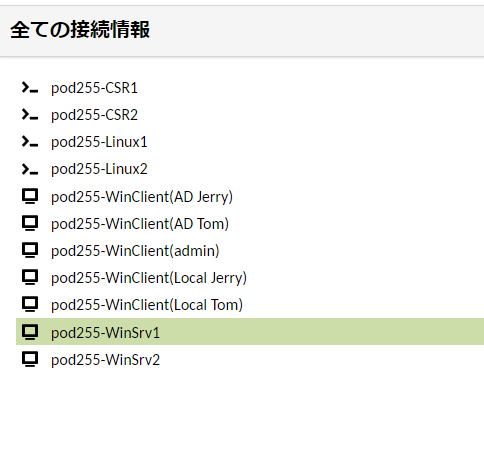 全ての接続情報
pod255-CSR1
pod255-CSR2
pod255-Linux1
pod255-Linux2
pod255-WinClient(AD Jerry)
pod255-WinClient(AD Tom)
pod255-WinClient(admin)
pod255-WinClient(Local Jerry)
pod255-WinClient(Local Tom)
pod255-WinSrv1
pod255-WinSrv2